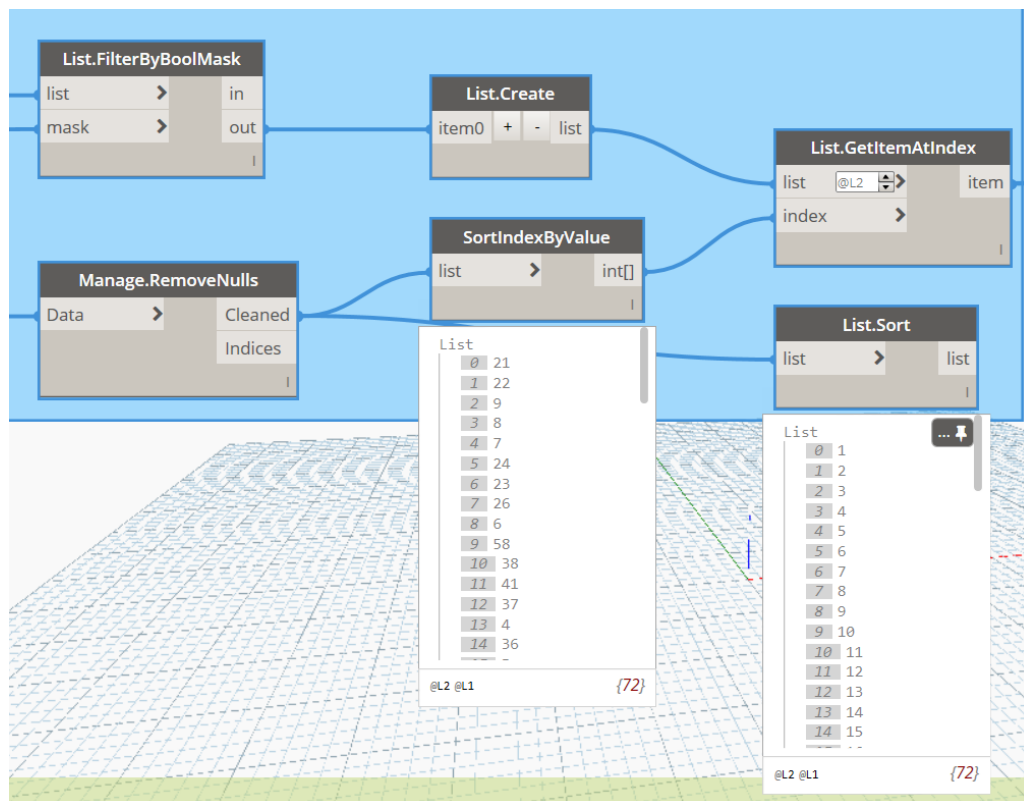 List.FilterByBoolMask
list > in
mask > out
l
List.Create
item0 + - list
List.GetItemAtIndex
list @L2 > item
index >
l
SortIndexByValue
list > int[]
l
Manage.RemoveNulls
Data > Cleaned
Indices
l
List.Sort
list > list
l
List
0 21
1 22
2 9
3 8
4 7
5 24
6 23
7 26
8 6
9 58
10 38
11 41
12 37
13 4
14 36
@L2 @L1 {72}
List
...
0 1
1 2
2 3
3 4
4 5
5 6
6 7
7 8
8 9
9 10
10 11
11 12
12 13
13 14
14 15
@L2 @L1 {72}